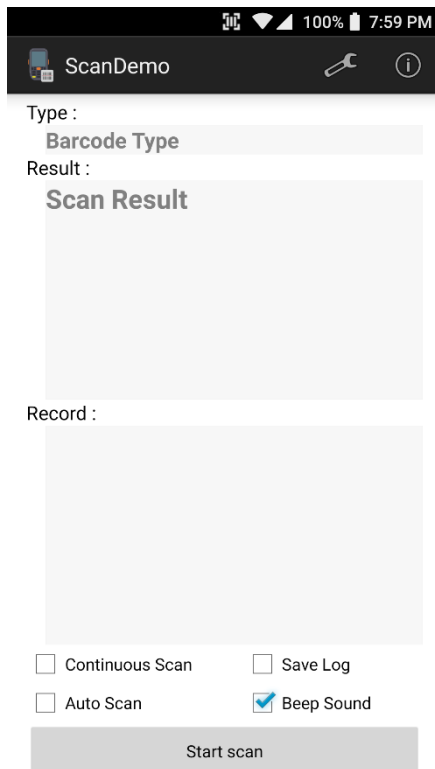 100% 7:59 PM
ScanDemo
Type :
Barcode Type
Result :
Scan Result
Record :
Continuous Scan Save Log
Auto Scan Beep Sound
Start scan